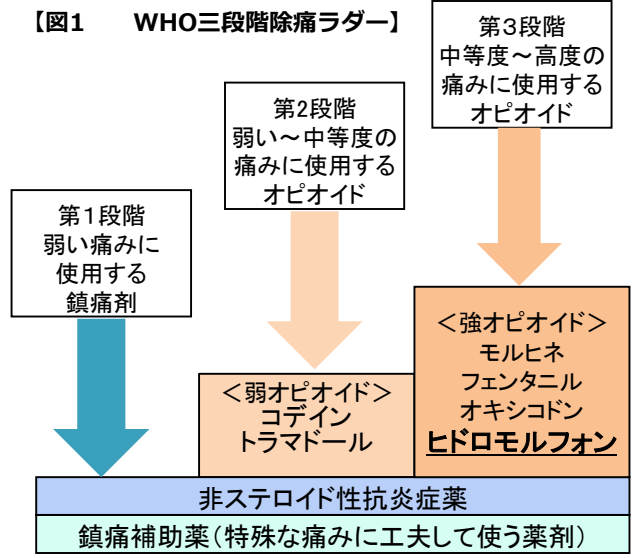 【図1　　WHO三段階除痛ラダー】
第1段階
弱い痛みに
使用する
鎮痛剤
第2段階
弱い～中等度の
痛みに使用する
オピオイド
第3段階
中等度～高度の
痛みに使用する
オピオイド
＜弱オピオイド＞
コデイン
トラマドール
＜強オピオイド＞
モルヒネ
フェンタニル
オキシコドン
ヒドロモルフォン
非ステロイド性抗炎症薬
鎮痛補助薬（特殊な痛みに工夫して使う薬剤）